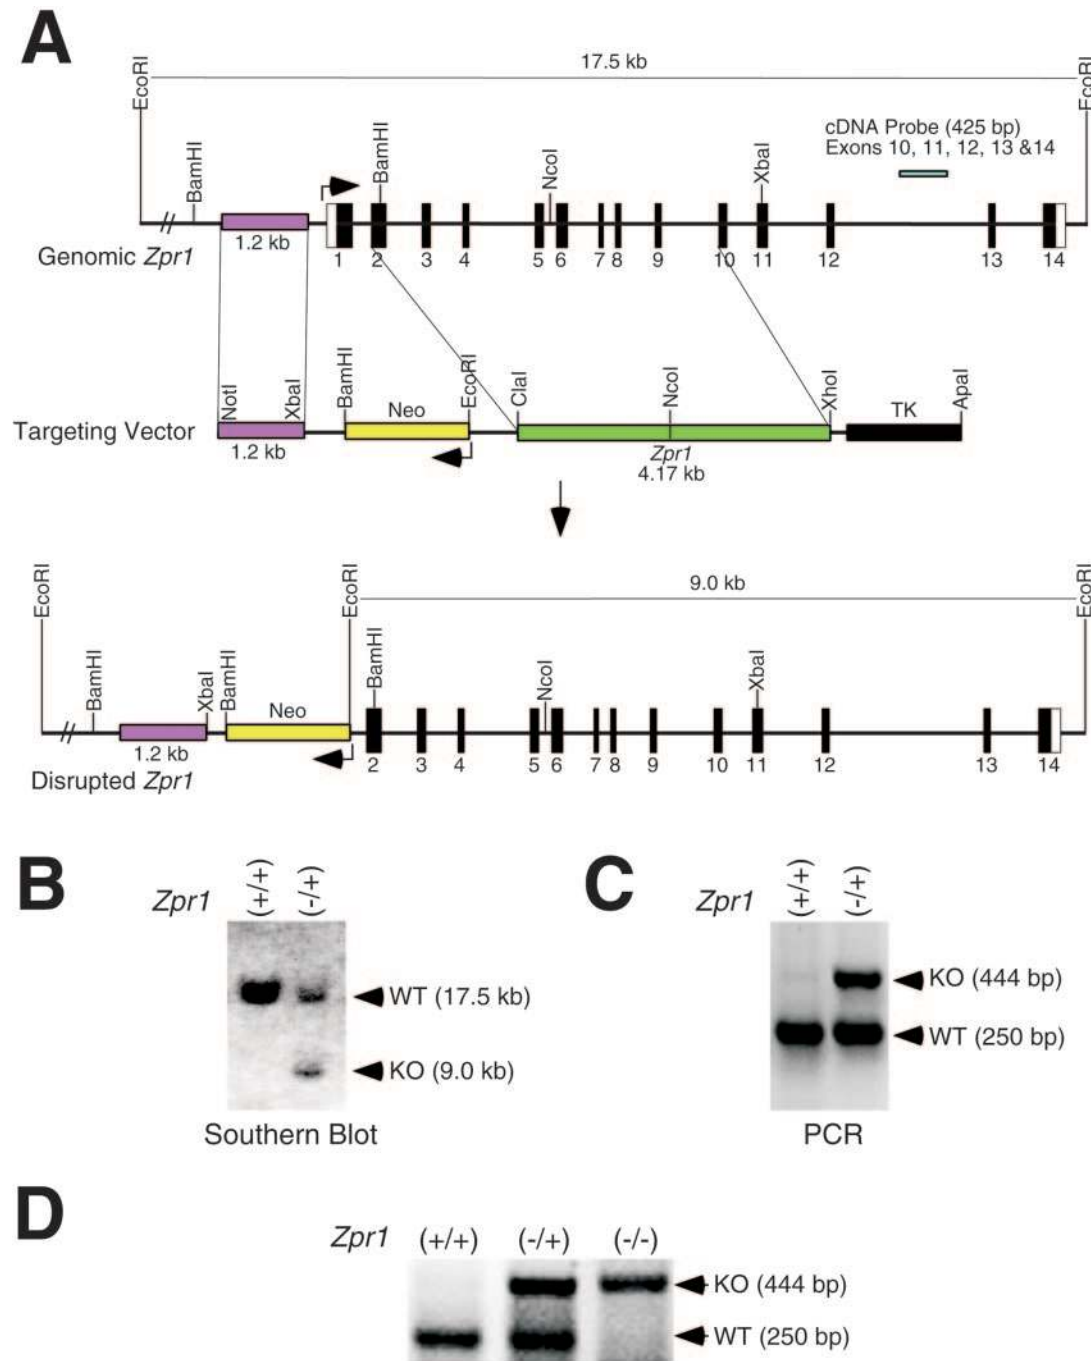 A
17.5 kb
EcoRI
EcoRI
BamHI
BamHI
NcoI
XbaI
cDNA Probe (425 bp)
Exons 10, 11, 12, 13 &14
1.2 kb
Genomic Zpr1
1 2 3 4 5 6 7 8 9 10 11 12 13 14
NotI
XbaI
BamHI
Neo
EcoRI
ClaI
NcoI
XhoI
TK
ApaI
Targeting Vector
1.2 kb
Zpr1
4.17 kb
9.0 kb
EcoRI
EcoRI
EcoRI
BamHI
XbaI
BamHI
Neo
BamHI
NcoI
XbaI
1.2 kb
Disrupted Zpr1
2 3 4 5 6 7 8 9 10 11 12 13 14
B
Zpr1 (+/+) (-/+)
WT (17.5 kb)
KO (9.0 kb)
Southern Blot
C
Zpr1 (+/+) (-/+)
KO (444 bp)
WT (250 bp)
PCR
D
Zpr1 (+/+) (-/+) (-/-)
KO (444 bp)
WT (250 bp)